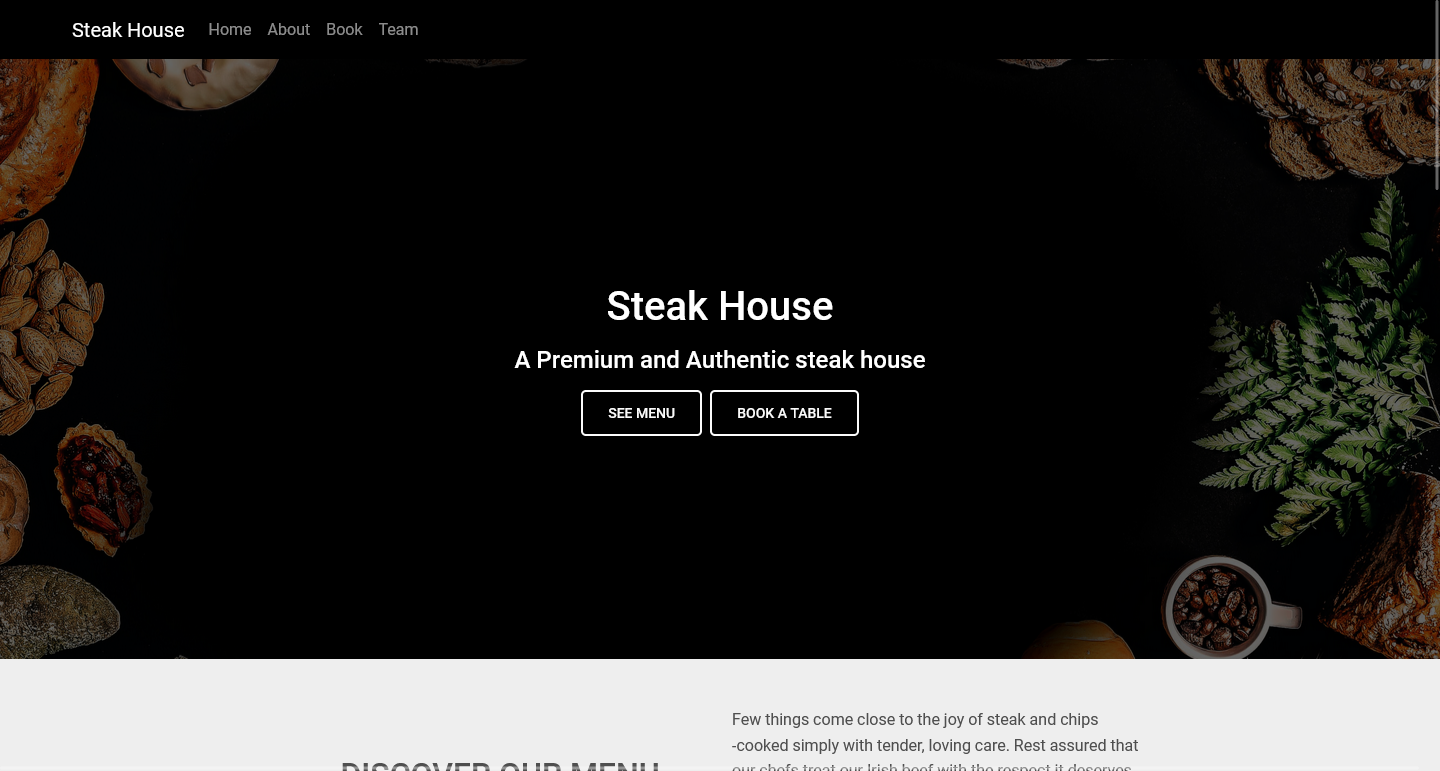 Steak House Home About Book Team
Steak House
A Premium and Authentic steak house
SEE MENU BOOK A TABLE
Few things come close to the joy of steak and chips
-cooked simply with tender, loving care. Rest assured that
DISCOVER OUR MENU
our chefs treat our Irish beef with the respect it deserves